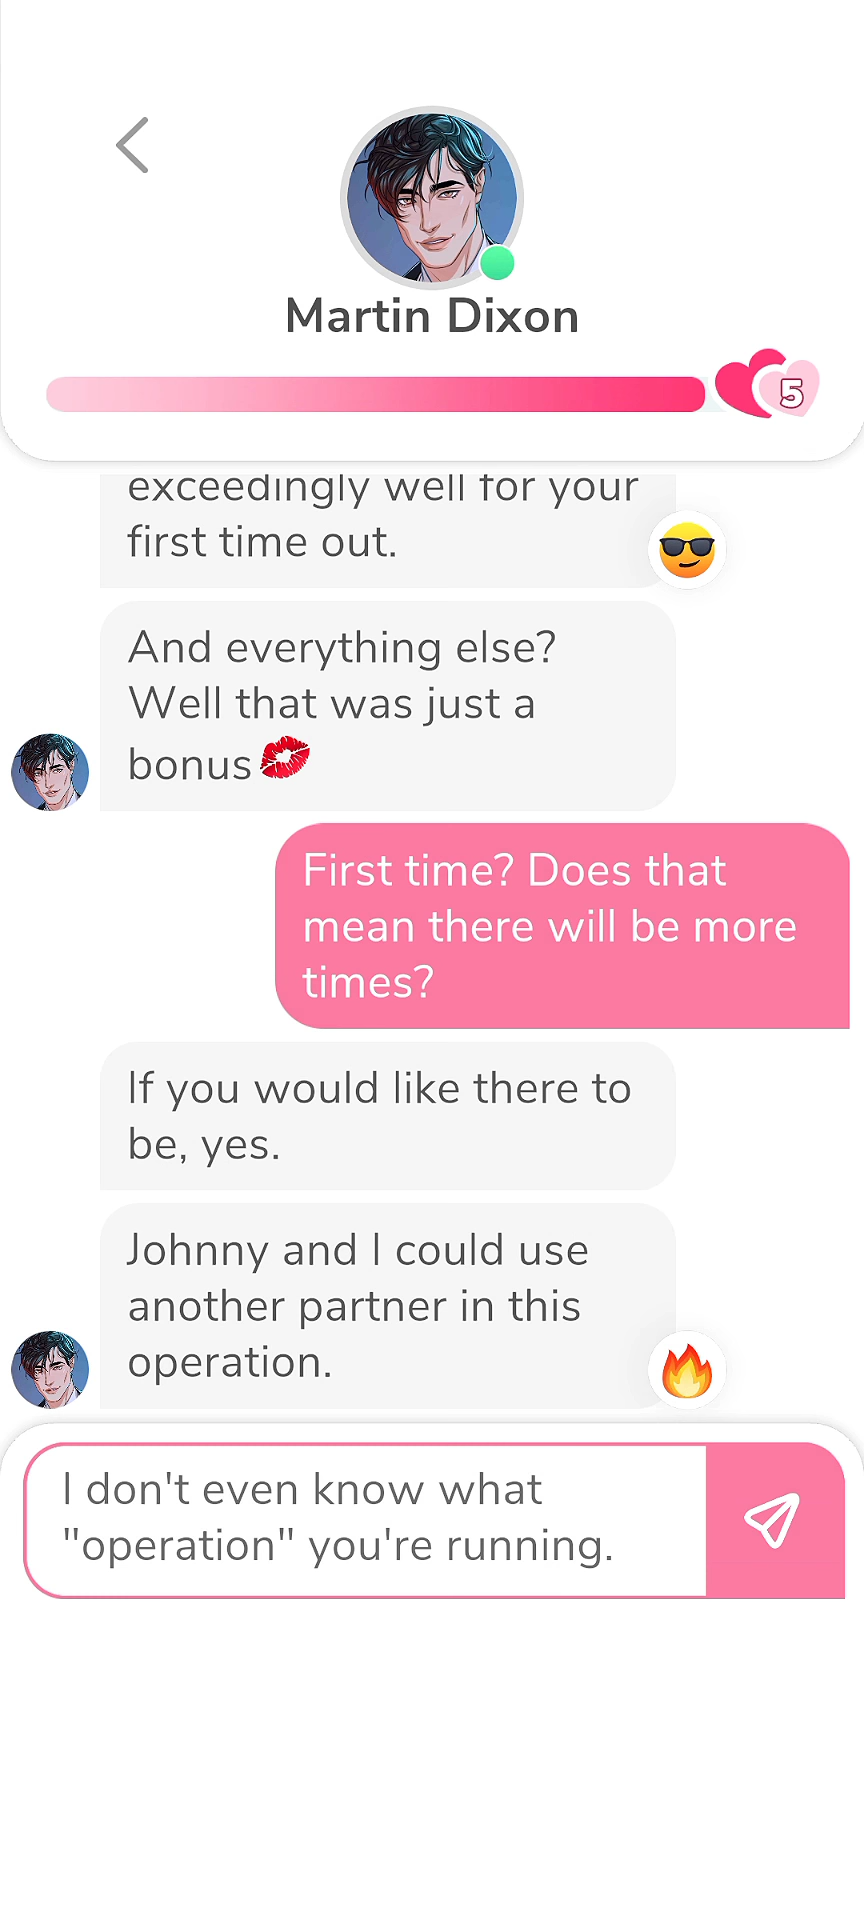 Martin Dixon
5
exceedingly well for your
first time out.
And everything else?
Well that was just a
bonus
First time? Does that
mean there will be more
times?
If you would like there to
be, yes.
Johnny and I could use
another partner in this
operation.
I don't even know what
"operation" you're running.